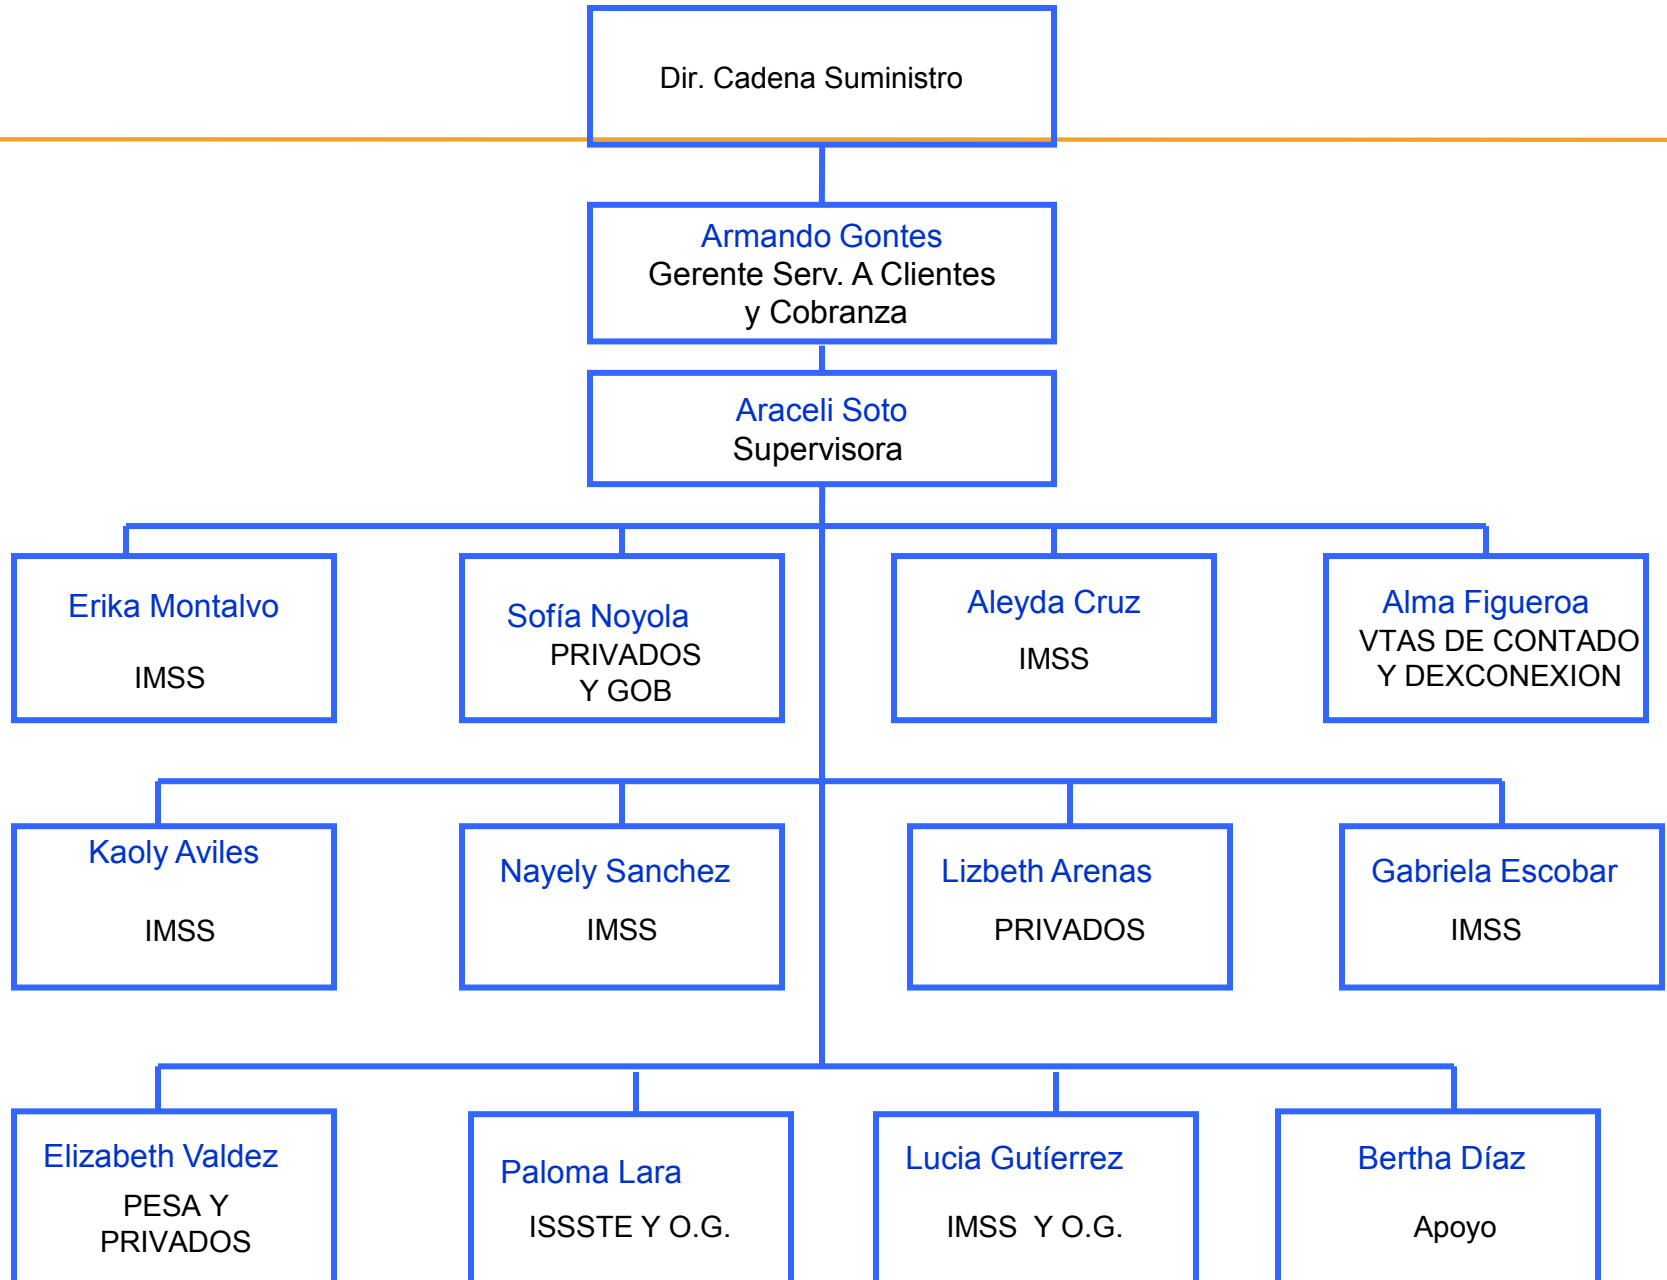 Dir. Cadena Suministro
Armando Gontes
Gerente Serv. A Clientes
y Cobranza
Araceli Soto
Supervisora
Erika Montalvo
IMSS
Sofía Noyola
PRIVADOS
Y GOB
Aleyda Cruz
IMSS
Alma Figueroa
VTAS DE CONTADO
Y DEXCONEXION
Kaoly Aviles
IMSS
Nayely Sanchez
IMSS
Lizbeth Arenas
PRIVADOS
Gabriela Escobar
IMSS
Elizabeth Valdez
PESA Y
PRIVADOS
Paloma Lara
ISSSTE Y O.G.
Lucia Gutíerrez
IMSS Y O.G.
Bertha Díaz
Apoyo